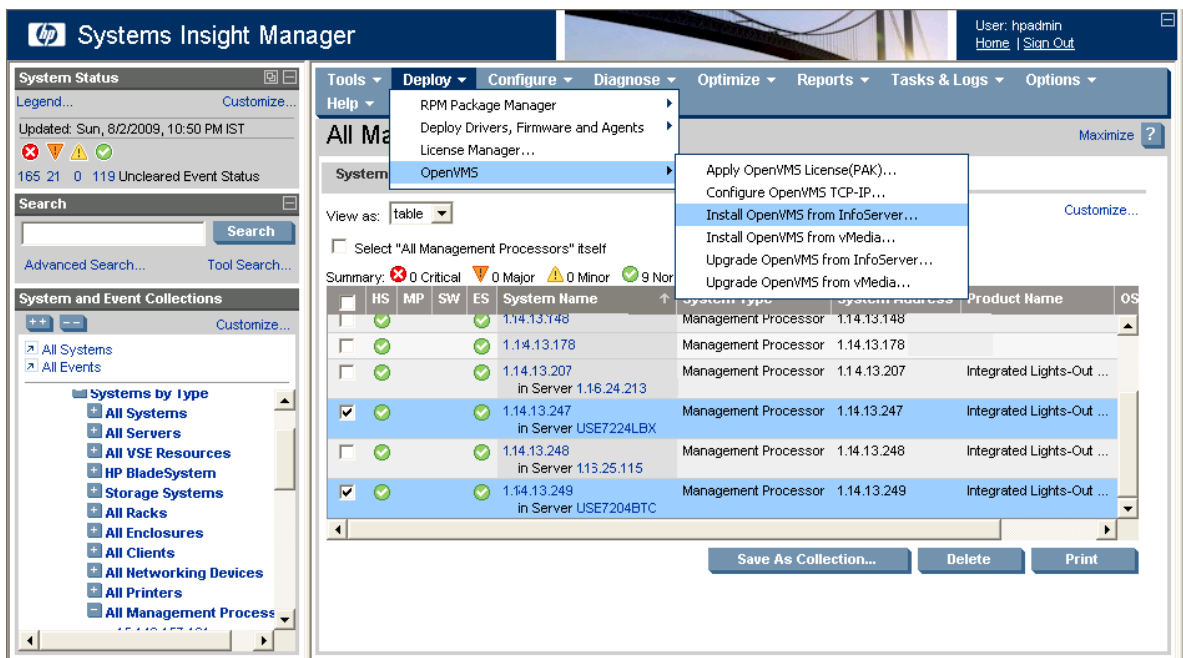 hp Systems Insight Manager
User: hpadmin
Home | Sign Out
System Status
Legend... Customize...
Updated: Sun, 8/2/2009, 10:50 PM IST
165 21 0 119 Uncleared Event Status
Search
Search
Advanced Search... Tool Search...
System and Event Collections
++ -- Customize...
All Systems
All Events
Systems by Type
All Systems
All Servers
All VSE Resources
HP BladeSystem
Storage Systems
All Racks
All Enclosures
All Clients
All Networking Devices
All Printers
All Management Process
Tools Deploy Configure Diagnose Optimize Reports Tasks & Logs Options
Help
RPM Package Manager
Deploy Drivers, Firmware and Agents
License Manager...
OpenVMS
Apply OpenVMS License(PAK)...
Configure OpenVMS TCP-IP...
Install OpenVMS from InfoServer...
Install OpenVMS from vMedia...
Upgrade OpenVMS from InfoServer...
Upgrade OpenVMS from vMedia...
All Ma
Maximize ?
System
View as: table
Customize...
Select "All Management Processors" itself
Summary: 0 Critical 0 Major 0 Minor 9 Nor
HS MP SW ES System Name System Type System Address Product Name OS
1.14.13.148 Management Processor 1.14.13.148
1.14.13.178 Management Processor 1.14.13.178
1.14.13.207 Management Processor 1.14.13.207 Integrated Lights-Out ...
in Server 1.16.24.213
1.14.13.247 Management Processor 1.14.13.247 Integrated Lights-Out ...
in Server USE7224LBX
1.14.13.248 Management Processor 1.14.13.248 Integrated Lights-Out ...
in Server 1.16.25.115
1.14.13.249 Management Processor 1.14.13.249 Integrated Lights-Out ...
in Server USE7204BTC
Save As Collection... Delete Print